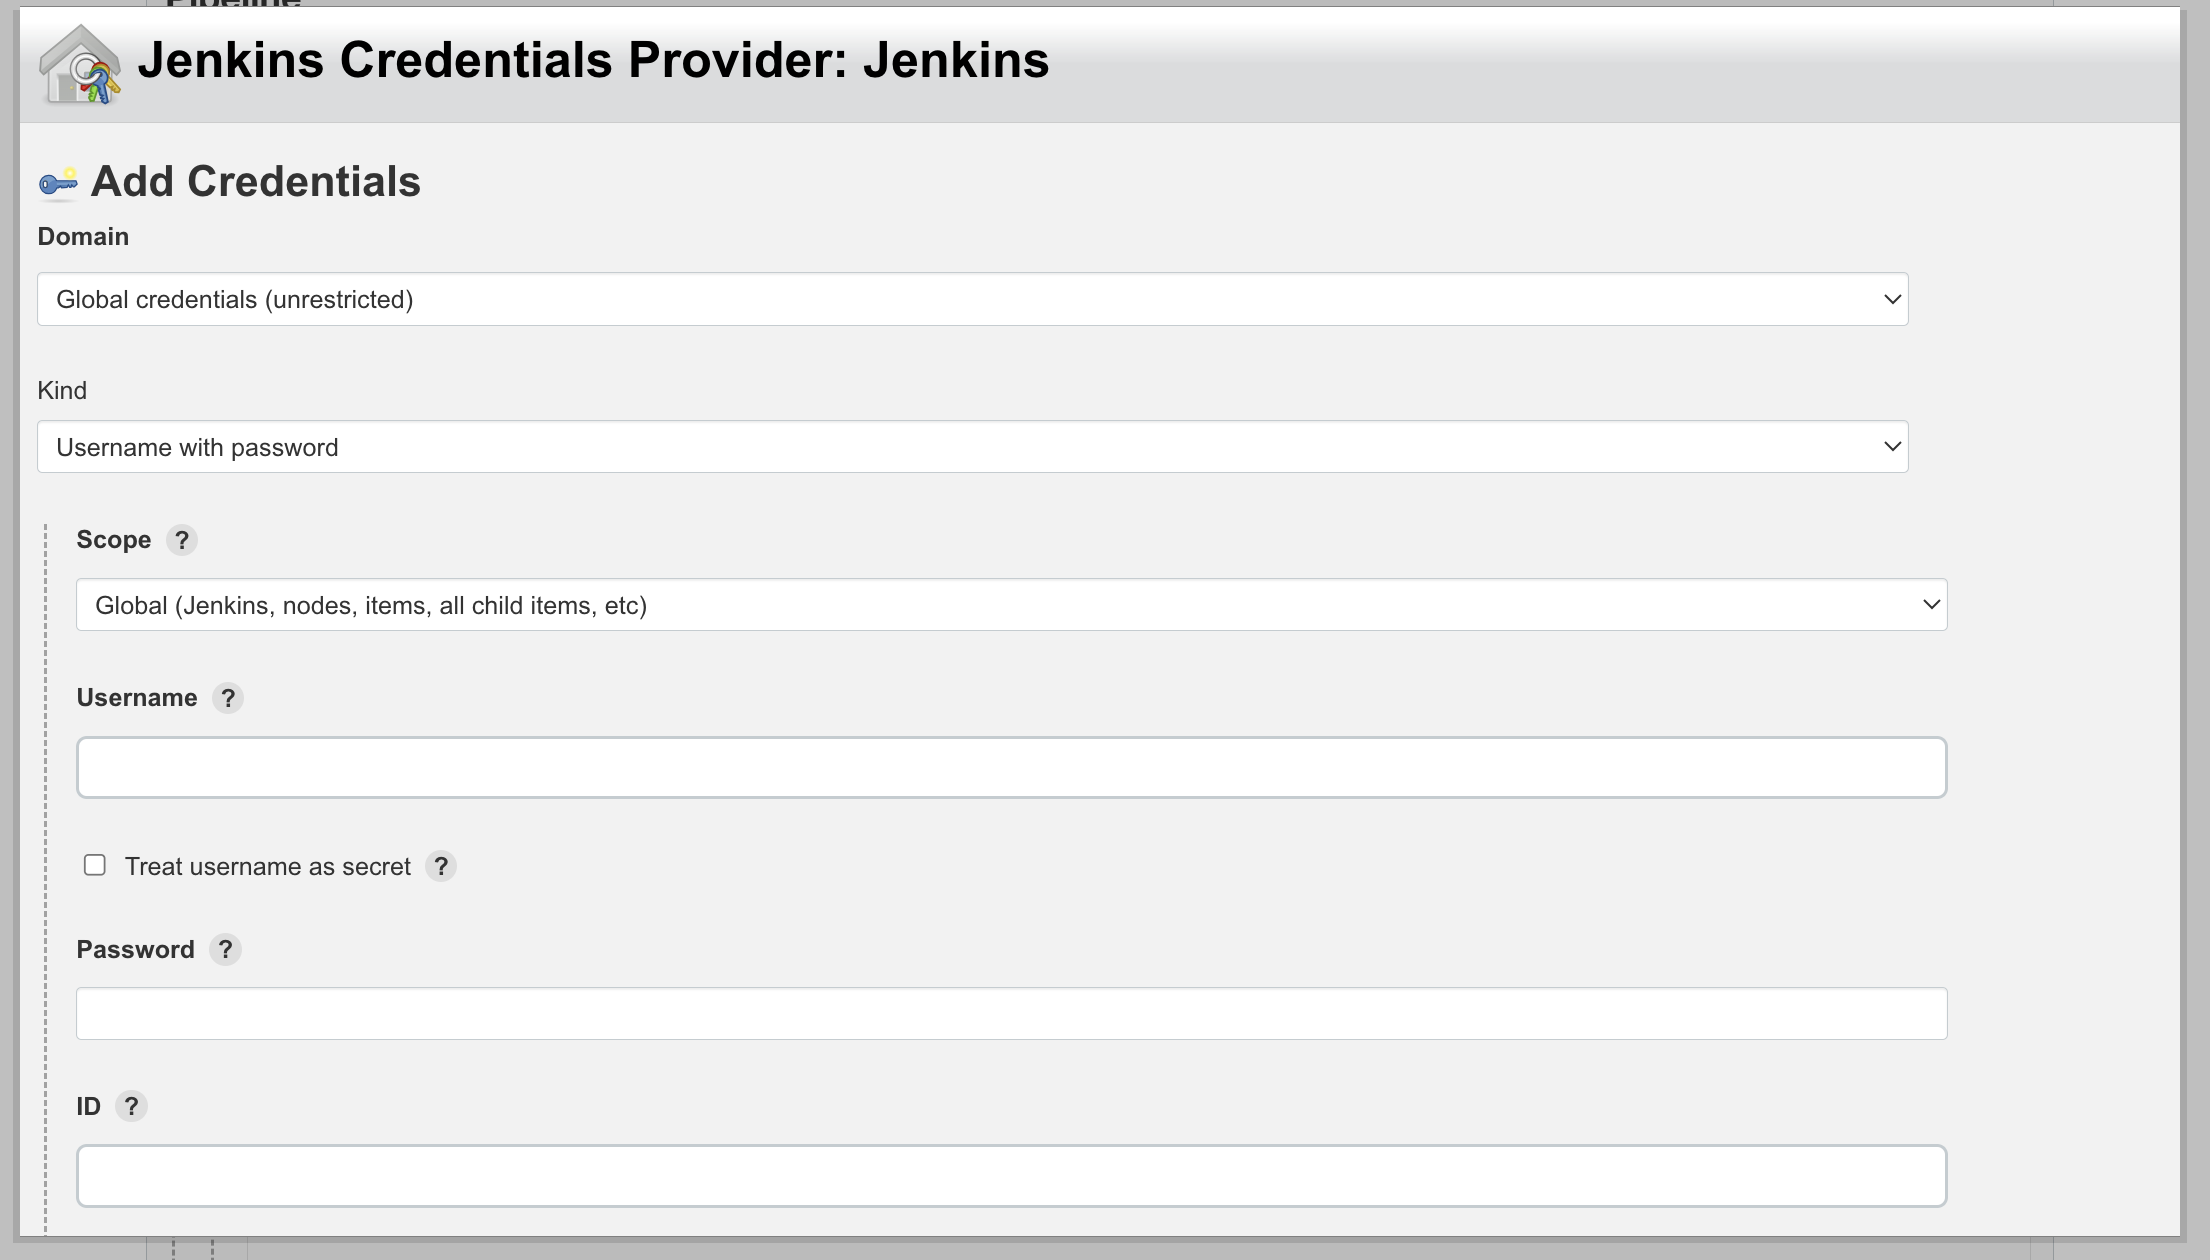 Pipeline
Jenkins Credentials Provider: Jenkins
Add Credentials
Domain
Global credentials (unrestricted)
Kind
Username with password
Scope ?
Global (Jenkins, nodes, items, all child items, etc)
Username ?
Treat username as secret ?
Password ?
ID ?